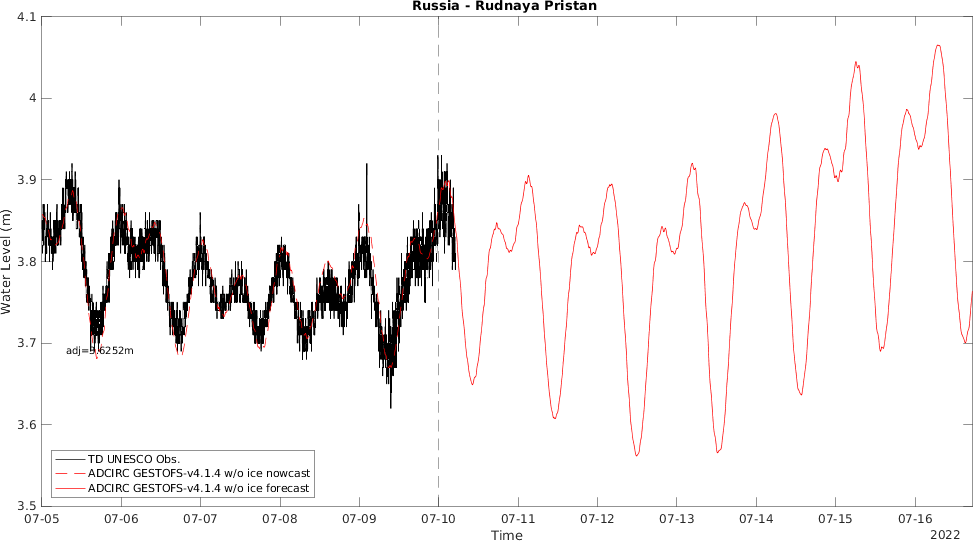 Russia - Rudnaya Pristan
4.1
4
3.9
3.8
3.7
3.6
3.5
Water Level (m)
adj=3.6252m
TD UNESCO Obs.
ADCIRC GESTOFS-v4.1.4 w/o ice nowcast
ADCIRC GESTOFS-v4.1.4 w/o ice forecast
07-05 07-06 07-07 07-08 07-09 07-10 07-11 07-12 07-13 07-14 07-15 07-16
Time
2022